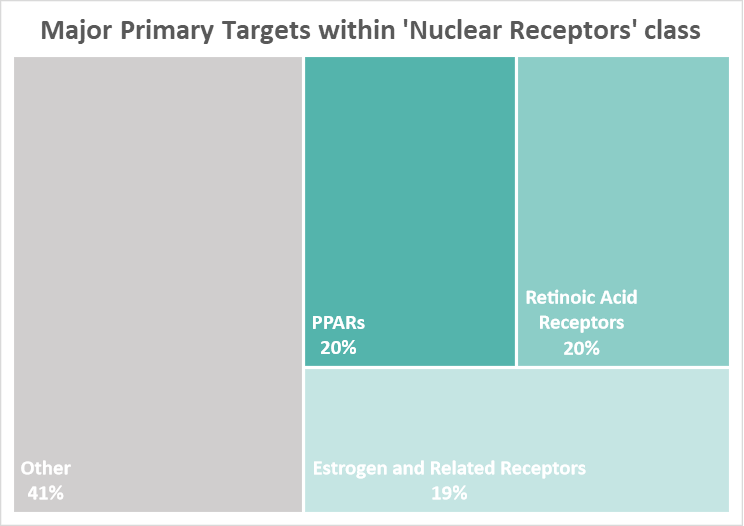 Major Primary Targets within 'Nuclear Receptors' class
PPARs
20%
Retinoic Acid
Receptors
20%
Other
41%
Estrogen and Related Receptors
19%